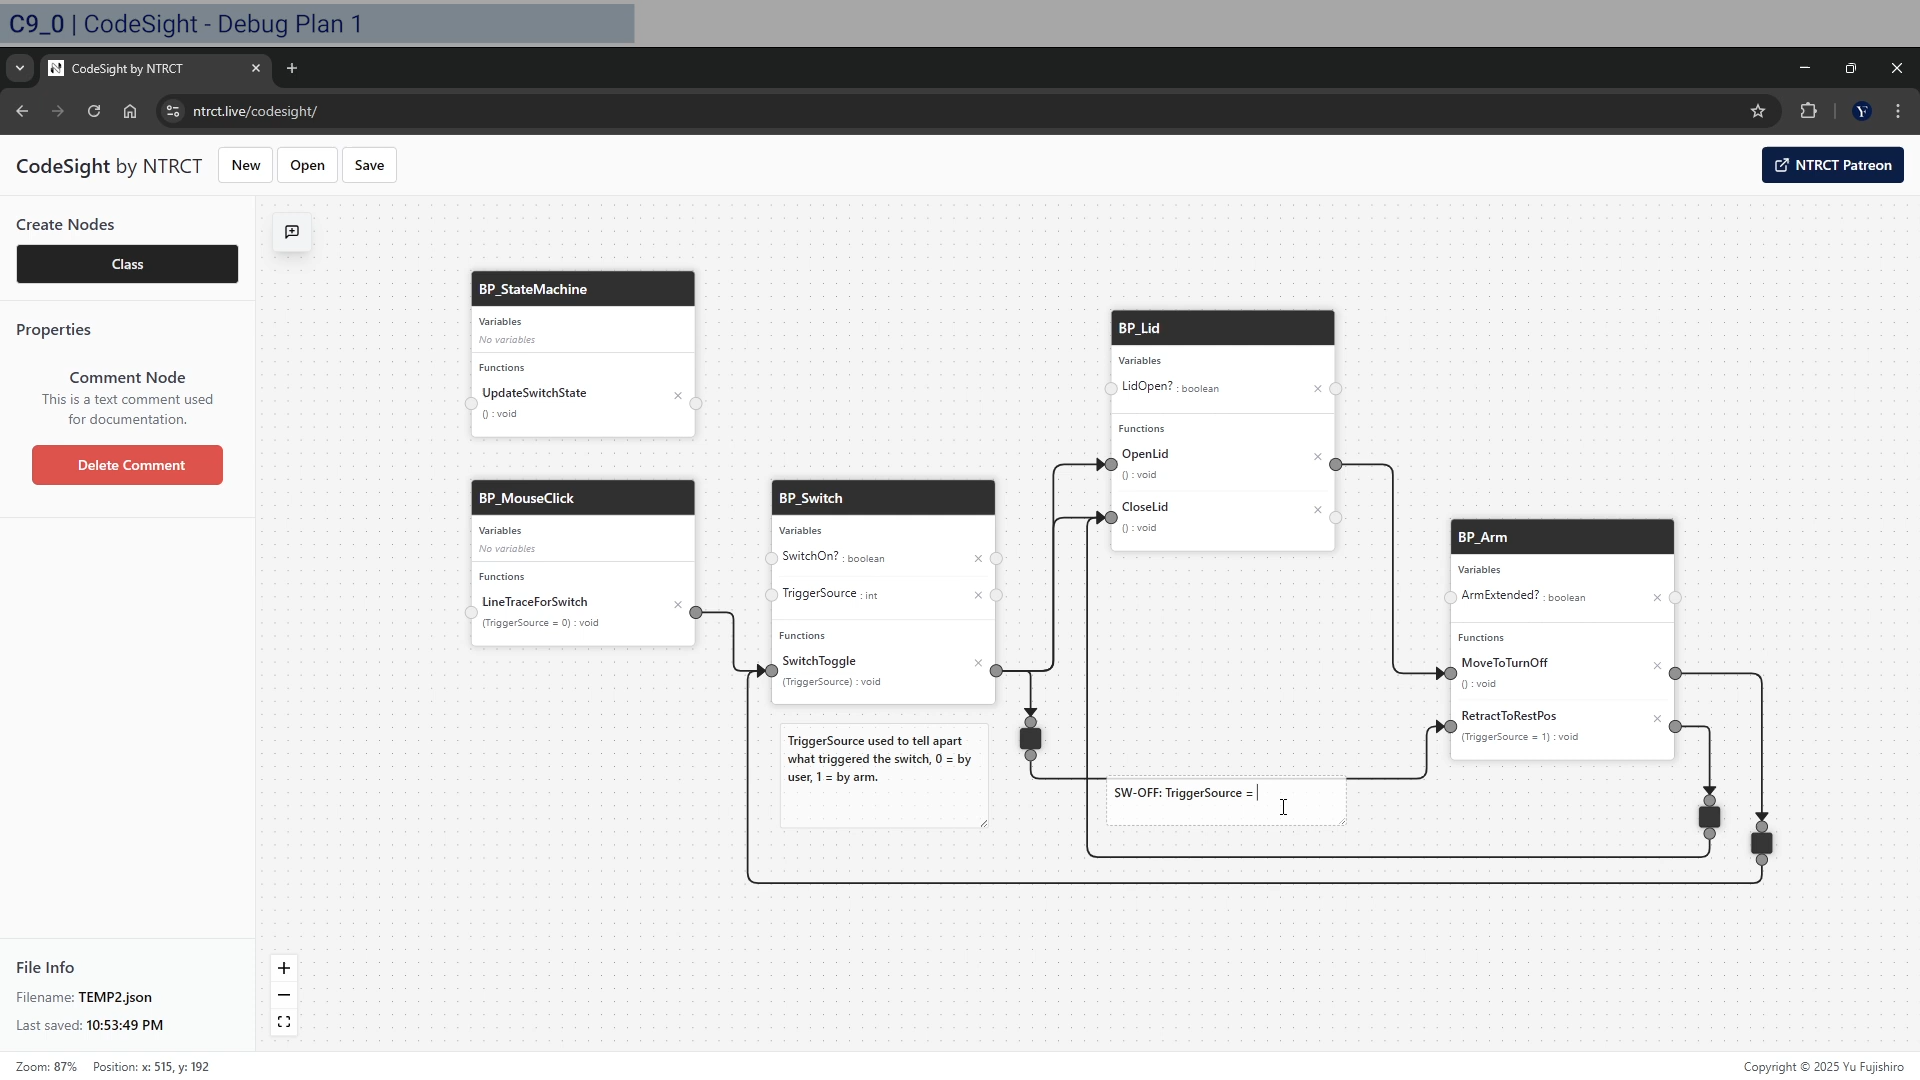 C9_0 | CodeSight - Debug Plan 1
CodeSight by NTRCT
ntrct.live/codesight/
Y
CodeSight by NTRCT
New
Open
Save
NTRCT Patreon
Create Nodes
Class
Properties
Comment Node
This is a text comment used
for documentation.
Delete Comment
File Info
Filename: TEMP2.json
Last saved: 10:53:49 PM
BP_StateMachine
Variables
No variables
Functions
UpdateSwitchState
() : void
BP_MouseClick
Variables
No variables
Functions
LineTraceForSwitch
(TriggerSource = 0) : void
BP_Switch
Variables
SwitchOn? : boolean
TriggerSource : int
Functions
SwitchToggle
(TriggerSource) : void
TriggerSource used to tell apart
what triggered the switch, 0 = by
user, 1 = by arm.
BP_Lid
Variables
LidOpen? : boolean
Functions
OpenLid
() : void
CloseLid
() : void
SW-OFF: TriggerSource =
BP_Arm
Variables
ArmExtended? : boolean
Functions
MoveToTurnOff
() : void
RetractToRestPos
(TriggerSource = 1) : void
Zoom: 87%
Position: x: 515, y: 192
Copyright © 2025 Yu Fujishiro